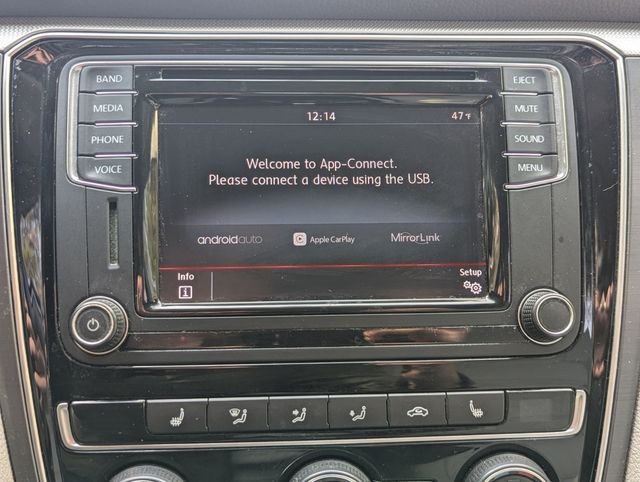 BAND
MEDIA
PHONE
VOICE
EJECT
MUTE
SOUND
MENU
12:14
47°F
Welcome to App-Connect.
Please connect a device using the USB.
androidauto
Apple CarPlay
MirrorLink
Info
Setup